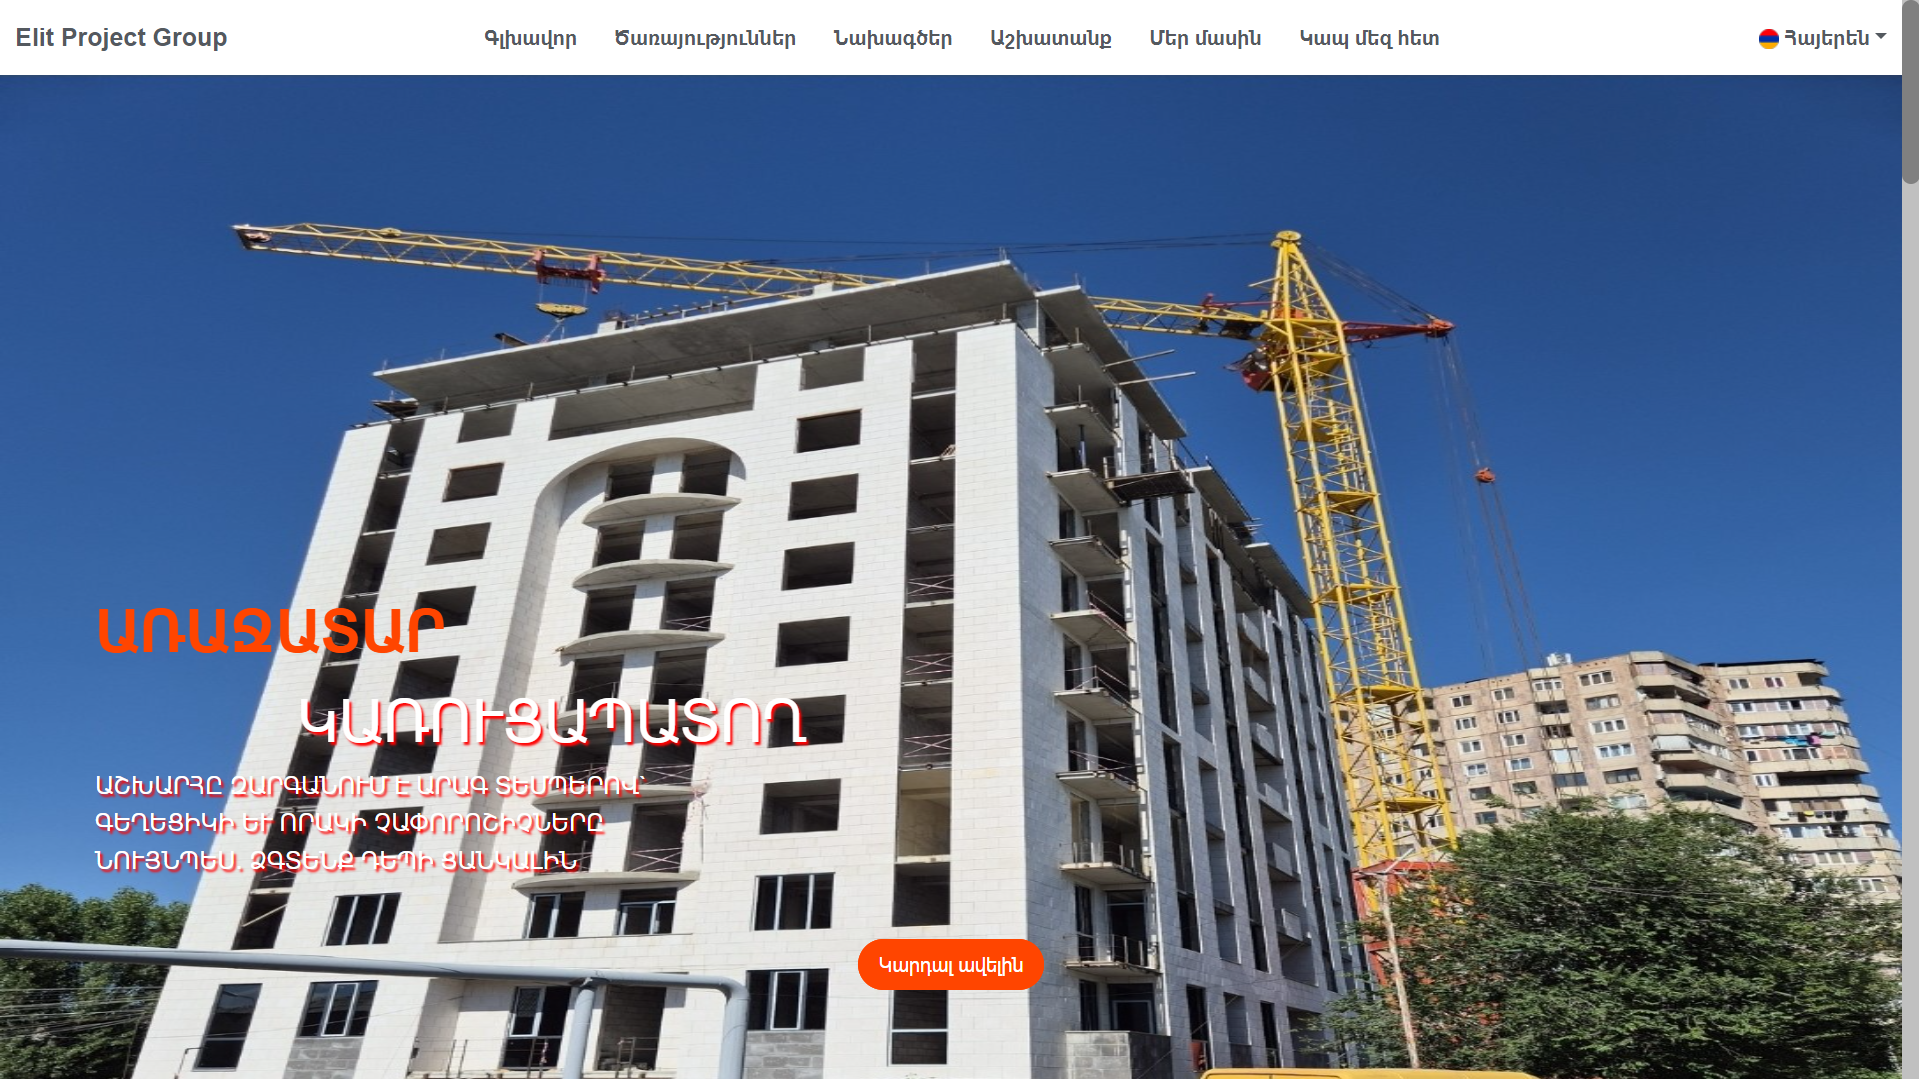 Elit Project Group
Գլխավոր
Ծառայություններ
Նախագծեր
Աշխատանք
Մեր մասին
Կապ մեզ հետ
Հայերեն
ԱՌԱՋԱՏԱՐ
ԿԱՌՈՒՑԱՊԱՏՈՂ
ԱՇԽԱՐՀԸ ԶԱՐԳԱՆՈՒՄ Է ԱՐԱԳ ՏԵՄՊԵՐՈՎ՝
ԳԵՂԵՑԻԿԻ ԵՒ ՈՐԱԿԻ ՉԱՓՈՐՈՇԻՉՆԵՐԸ
ՆՈՒՅՆՊԵՍ. ՁԳՏԵՆՔ ԴԵՊԻ ՑԱՆԿԱԼԻՆ
Կարդալ ավելին